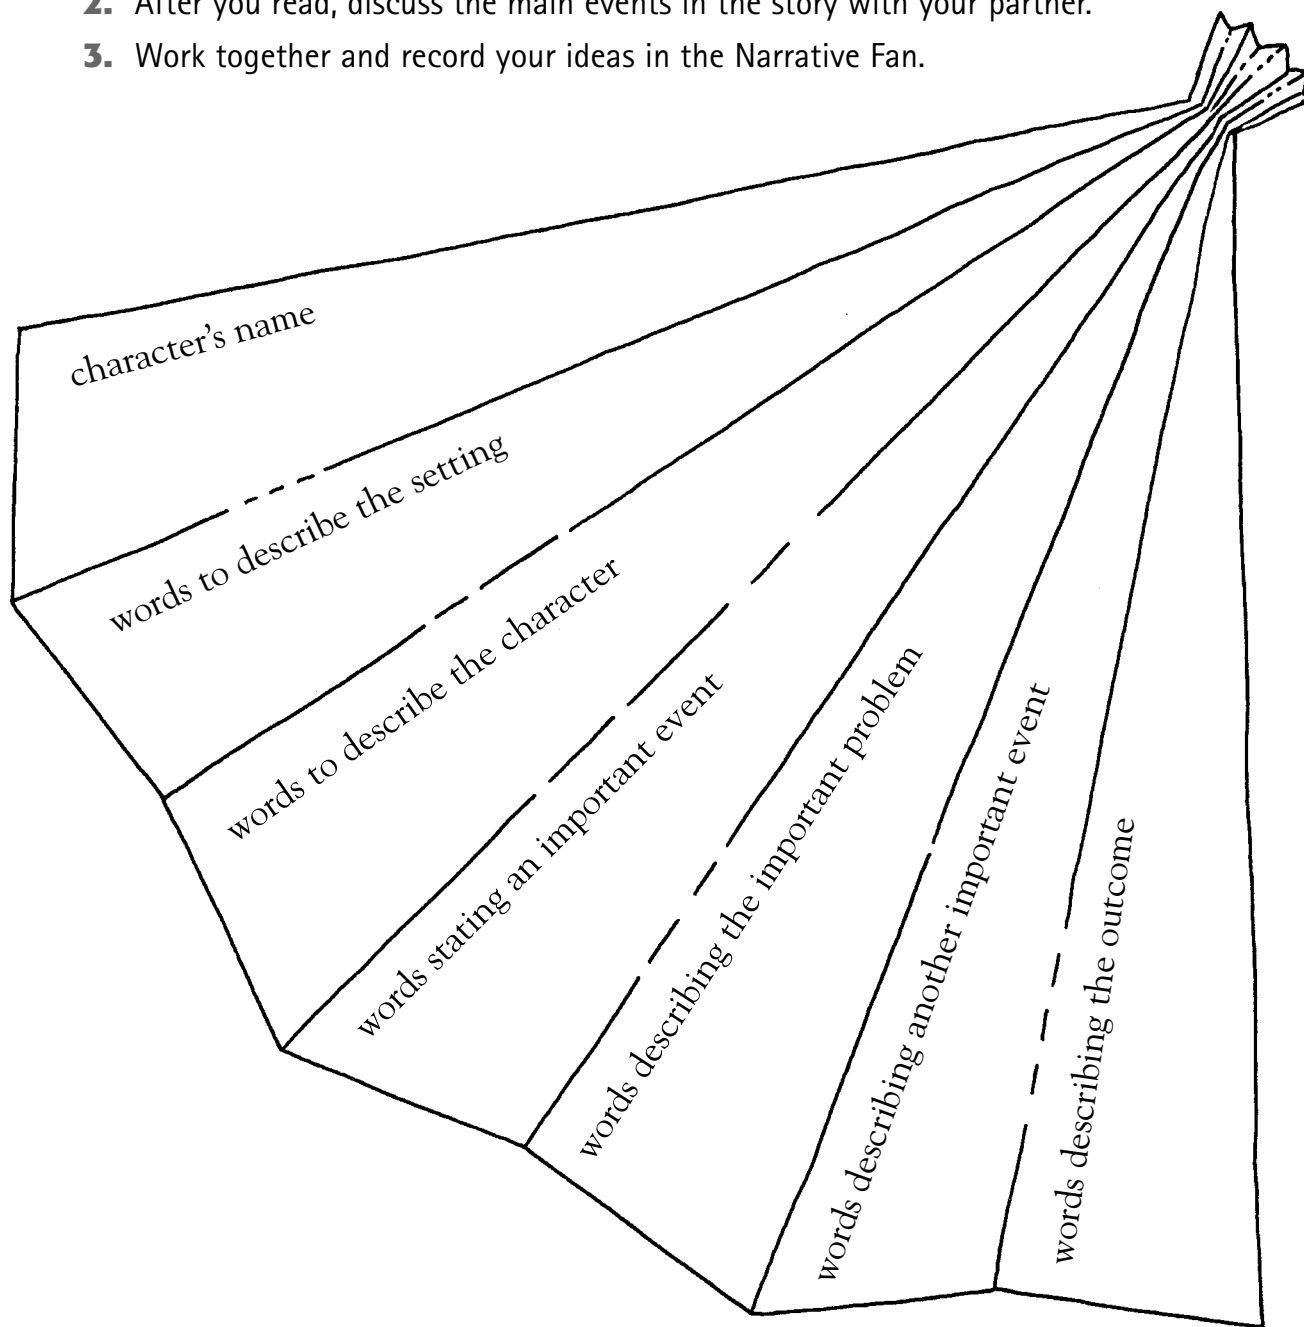 2. After you read, discuss the main events in the story with your partner.
3. Work together and record your ideas in the Narrative Fan.
character's name
words to describe the setting
words to describe the character
words stating an important event
words describing the important problem
words describing another important event
words describing the outcome